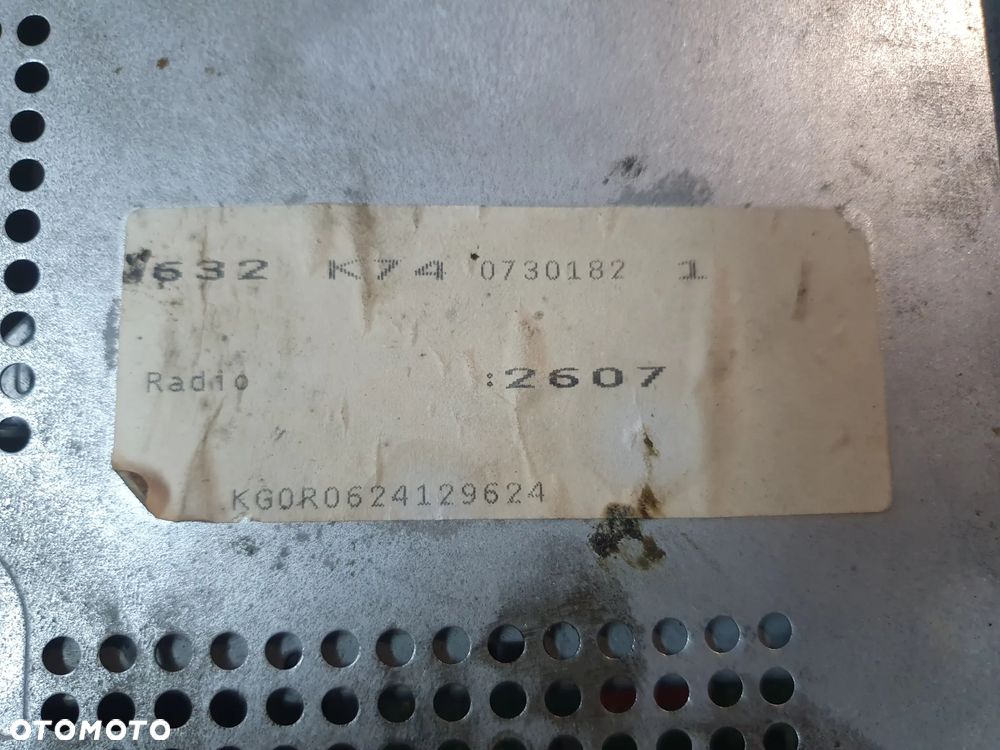 632 K74 0730182 1
Radio :2607
KG0R0624129624
OTOMOTO